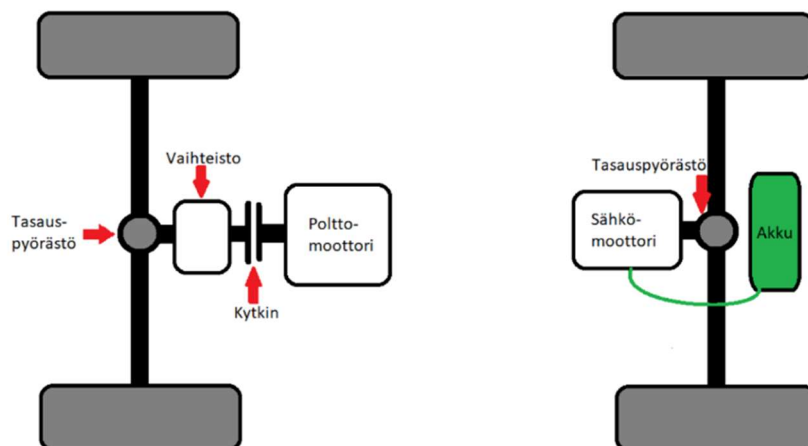 Vaihteisto
Tasaus-
pyörästö
Poltto-
moottori
Kytkin
Tasauspyörästö
Sähkö-
moottori
Akku